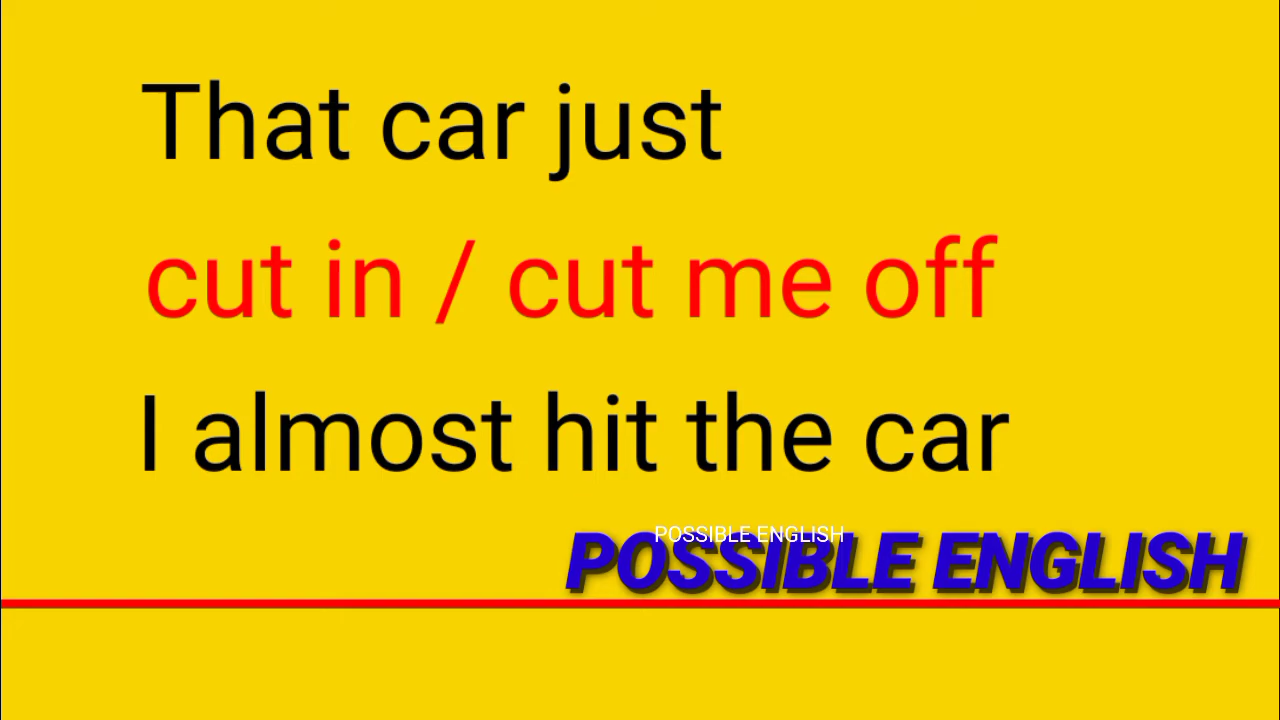 That car just
cut in / cut me off
I almost hit the car
POSSIBLE ENGLISH
POSSIBLE ENGLISH